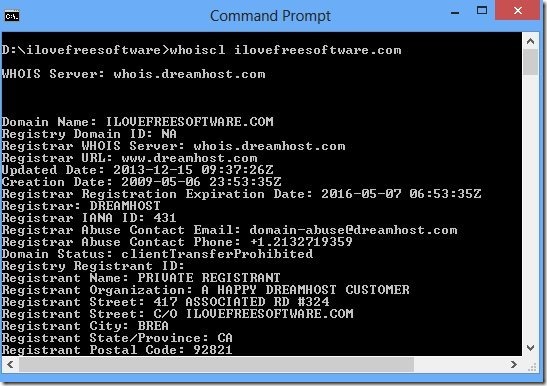 Command Prompt
D:\ilovefreesoftware>whoiscl ilovefreesoftware.com
WHOIS Server: whois.dreamhost.com
Domain Name: ILOVEFREESOFTWARE.COM
Registry Domain ID: NA
Registrar WHOIS Server: whois.dreamhost.com
Registrar URL: www.dreamhost.com
Updated Date: 2013-12-15 09:37:26Z
Creation Date: 2009-05-06 23:53:35Z
Registrar Registration Expiration Date: 2016-05-07 06:53:35Z
Registrar: DREAMHOST
Registrar IANA ID: 431
Registrar Abuse Contact Email: domain-abuse@dreamhost.com
Registrar Abuse Contact Phone: +1.2132719359
Domain Status: clientTransferProhibited
Registry Registrant ID:
Registrant Name: PRIVATE REGISTRANT
Registrant Organization: A HAPPY DREAMHOST CUSTOMER
Registrant Street: 417 ASSOCIATED RD #324
Registrant Street: C/O ILOVEFREESOFTWARE.COM
Registrant City: BREA
Registrant State/Province: CA
Registrant Postal Code: 92821